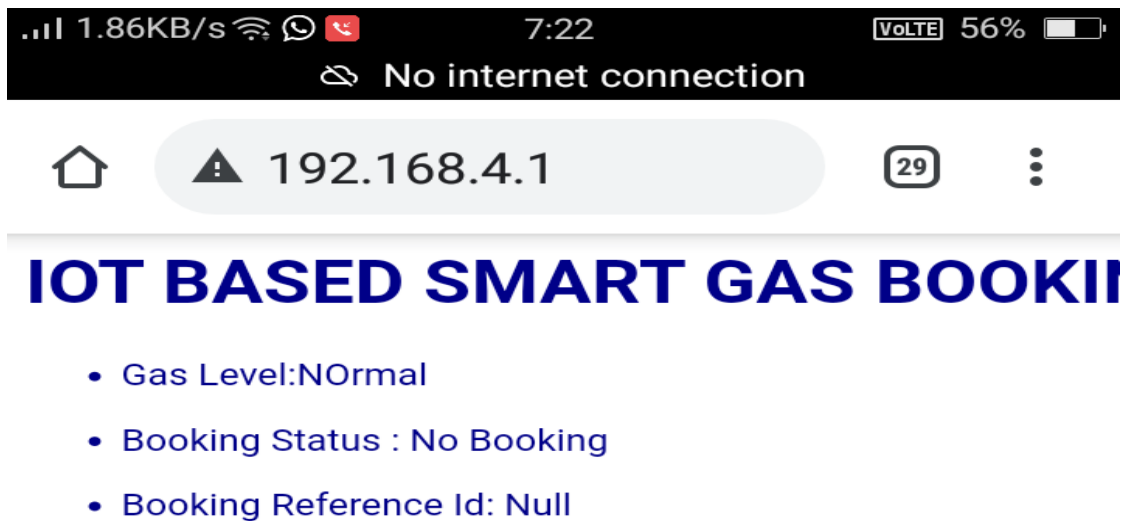 1.86KB/s 7:22 VoLTE 56%
No internet connection
192.168.4.1 29
IOT BASED SMART GAS BOOKI
• Gas Level:NOrmal
• Booking Status : No Booking
• Booking Reference Id: Null